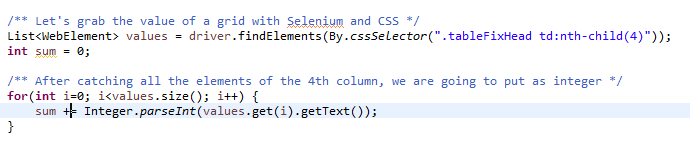 /** Let's grab the value of a grid with Selenium and CSS */
List<WebElement> values = driver.findElements(By.cssSelector(".tableFixHead td:nth-child(4)"));
int sum = 0;
/** After catching all the elements of the 4th column, we are going to put as integer */
for(int i=0; i<values.size(); i++) {
sum += Integer.parseInt(values.get(i).getText());
}